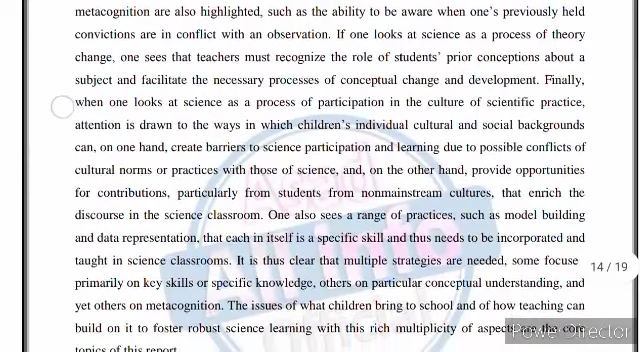 metacognition are also highlighted, such as the ability to be aware when one's previously held
convictions are in conflict with an observation. If one looks at science as a process of theory
change, one sees that teachers must recognize the role of students' prior conceptions about a
subject and facilitate the necessary processes of conceptual change and development. Finally,
when one looks at science as a process of participation in the culture of scientific practice,
attention is drawn to the ways in which children's individual cultural and social backgrounds
can, on one hand, create barriers to science participation and learning due to possible conflicts of
cultural norms or practices with those of science, and, on the other hand, provide opportunities
for contributions, particularly from students from nonmainstream cultures, that enrich the
discourse in the science classroom. One also sees a range of practices, such as model building
and data representation, that each in itself is a specific skill and thus needs to be incorporated and
taught in science classrooms. It is thus clear that multiple strategies are needed, some focuse
14 / 19
primarily on key skills or specific knowledge, others on particular conceptual understanding, and
yet others on metacognition. The issues of what children bring to school and of how teaching can
build on it to foster robust science learning with this rich multiplicity of aspects are the core
topics of this report.
PowerDirector